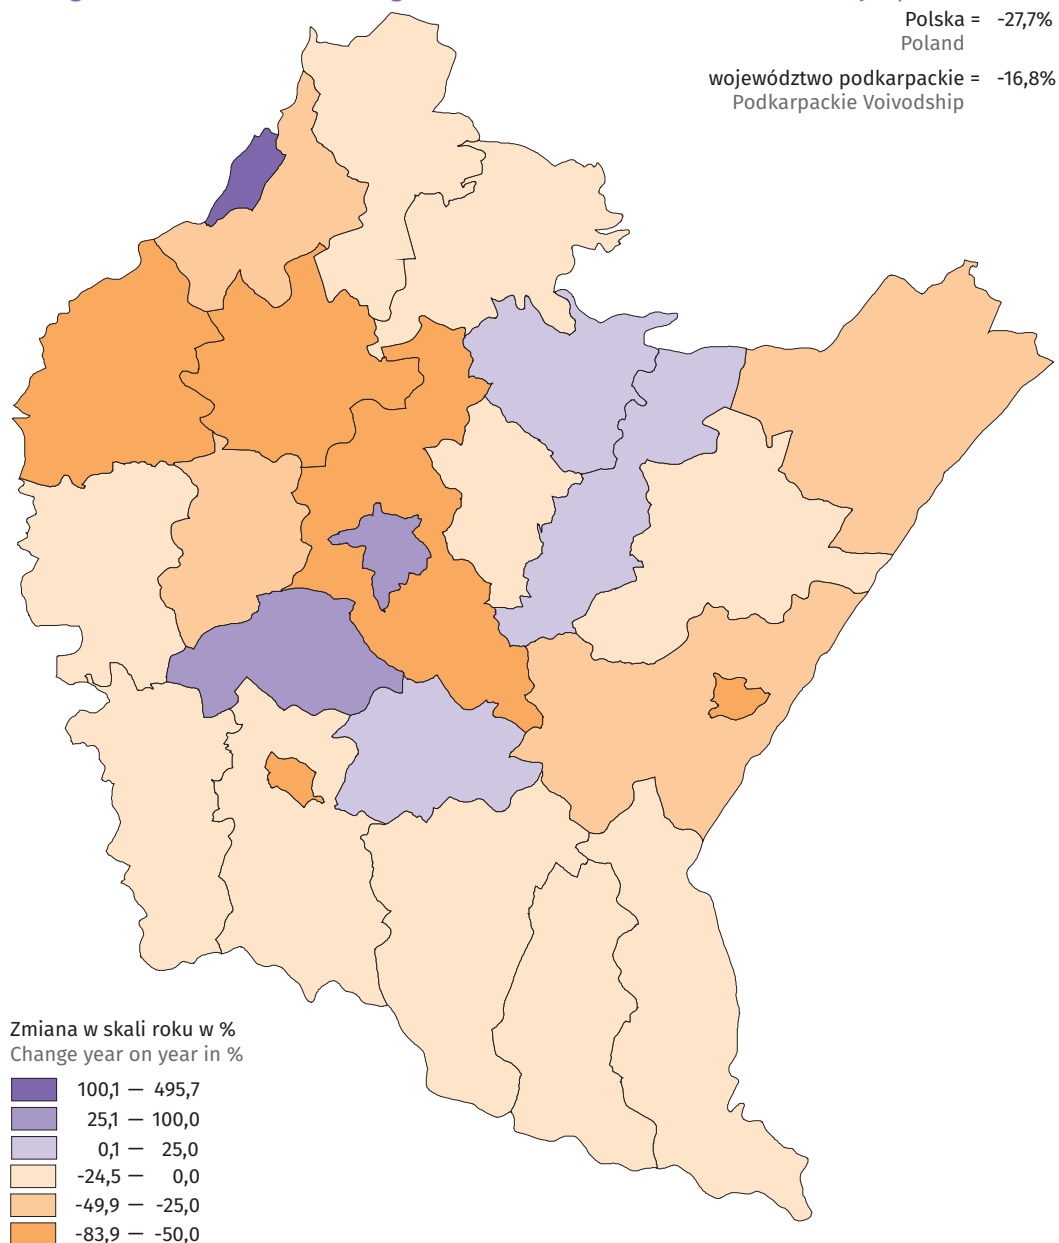 Polska = -27,7%
Poland
województwo podkarpackie = -16,8%
Podkarpackie Voivodship
Zmiana w skali roku w %
Change year on year in %
100,1 — 495,7
25,1 — 100,0
0,1 — 25,0
-24,5 — 0,0
-49,9 — -25,0
-83,9 — -50,0